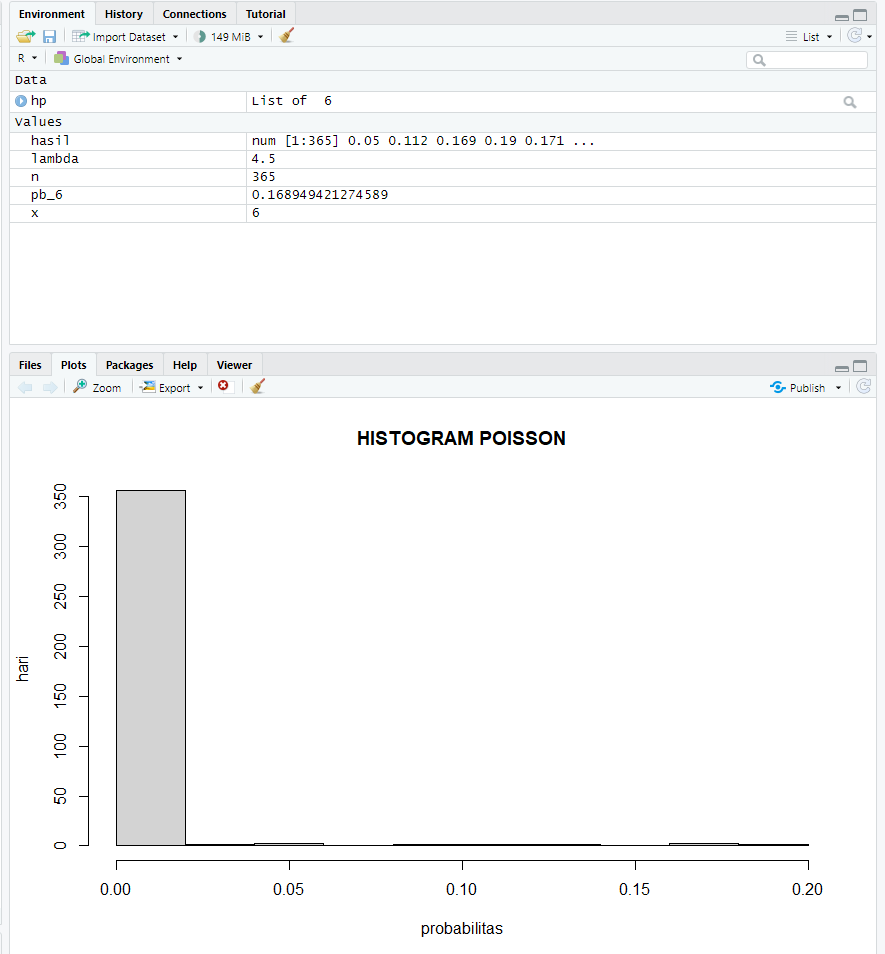 Environment History Connections Tutorial
Import Dataset 149 MiB List
R Global Environment
Data
hp List of 6
Values
hasil num [1:365] 0.05 0.112 0.169 0.19 0.171 ...
lambda 4.5
n 365
pb_6 0.168949421274589
x 6
Files Plots Packages Help Viewer
Zoom Export Publish
HISTOGRAM POISSON
350
300
250
200
150
100
50
0
hari
0.00 0.05 0.10 0.15 0.20
probabilitas